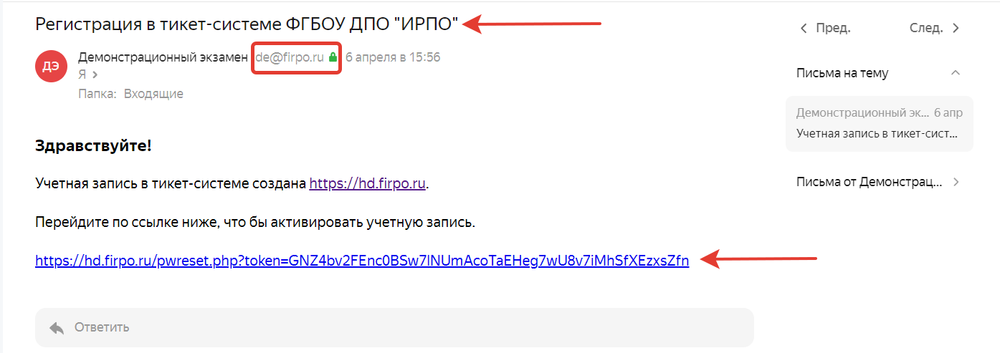 Регистрация в тикет-системе ФГБОУ ДПО "ИРПО"
Пред. След.
ДЭ
Демонстрационный экзамен de@firpo.ru 6 апреля в 15:56
Я
Папка: Входящие
Письма на тему
Демонстрационный эк... 6 апр
Учетная запись в тикет-сист...
Письма от Демонстрац...
Здравствуйте!
Учетная запись в тикет-системе создана https://hd.firpo.ru.
Перейдите по ссылке ниже, что бы активировать учетную запись.
https://hd.firpo.ru/pwreset.php?token=GNZ4bv2FEnc0BSw7lNUmAcoTaEHeg7wU8v7iMhSfXEzxsZfn
Ответить